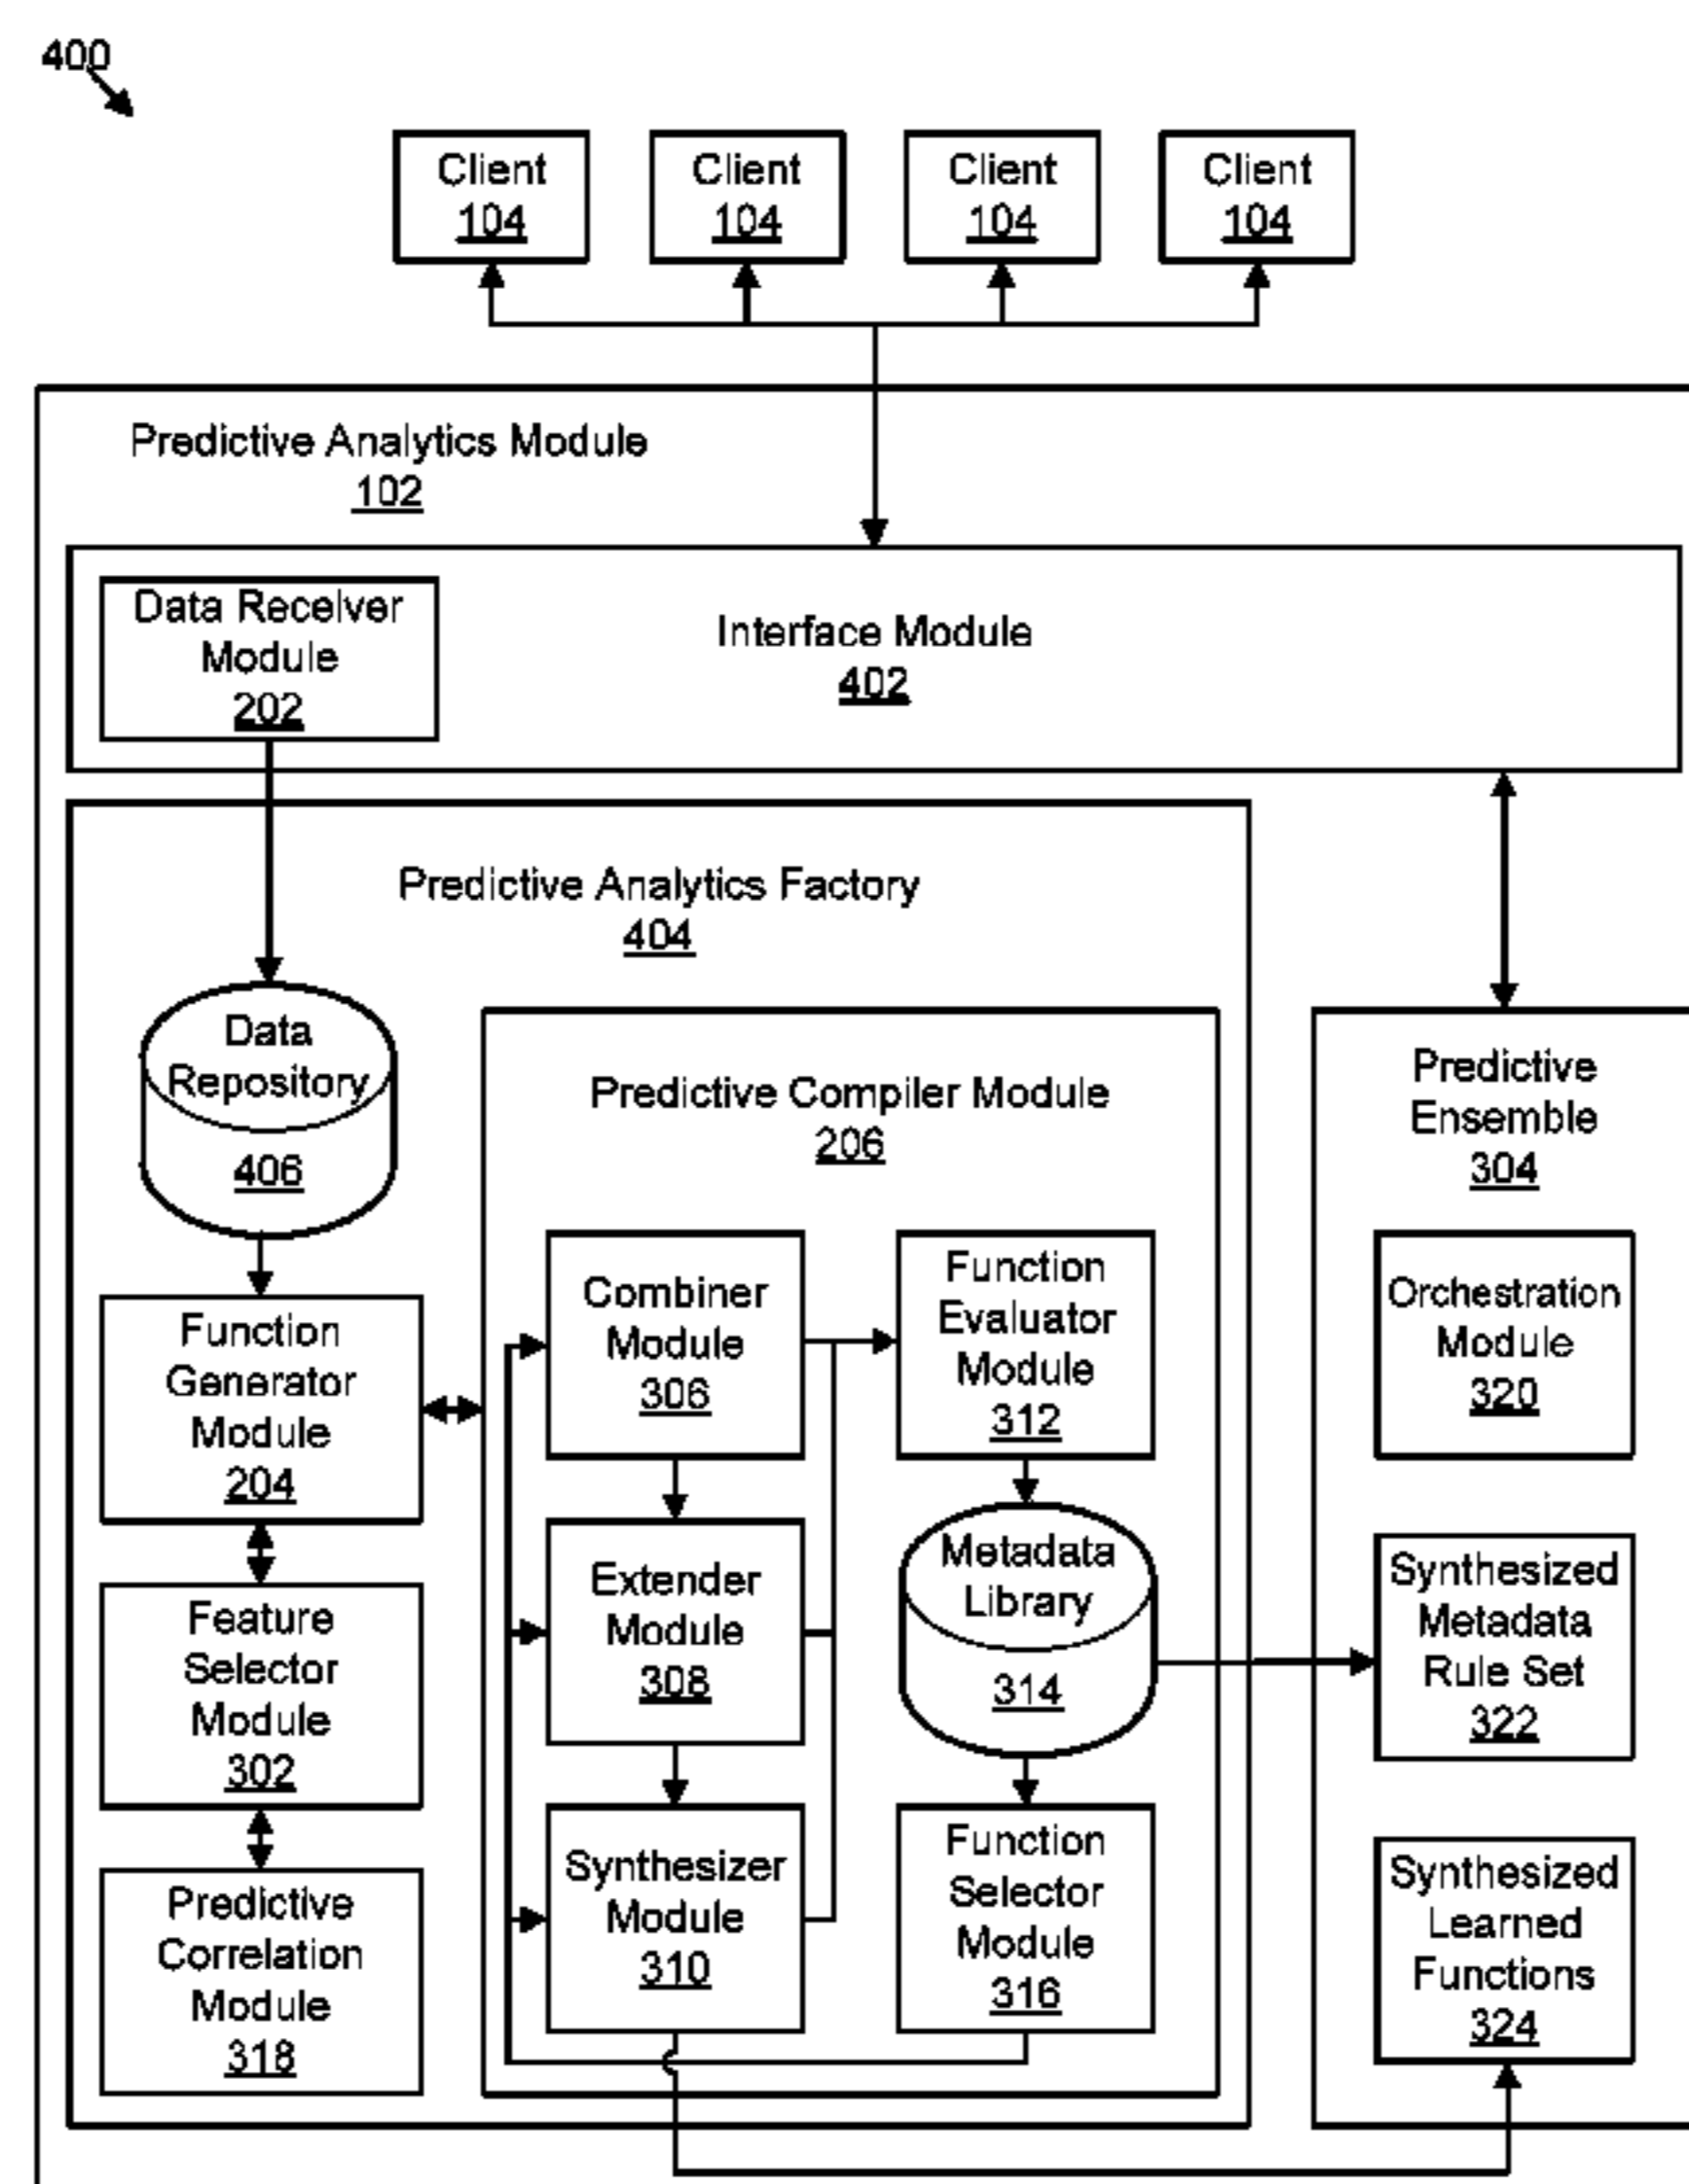 400
Client
104
Client
104
Client
104
Client
104
Predictive Analytics Module
102
Data Receiver
Module
202
Interface Module
402
Predictive Analytics Factory
404
Data
Repository
406
Function
Generator
Module
204
Feature
Selector
Module
302
Predictive
Correlation
Module
318
Predictive Compiler Module
206
Combiner
Module
306
Extender
Module
308
Synthesizer
Module
310
Function
Evaluator
Module
312
Metadata
Library
314
Function
Selector
Module
316
Predictive
Ensemble
304
Orchestration
Module
320
Synthesized
Metadata
Rule Set
322
Synthesized
Learned
Functions
324